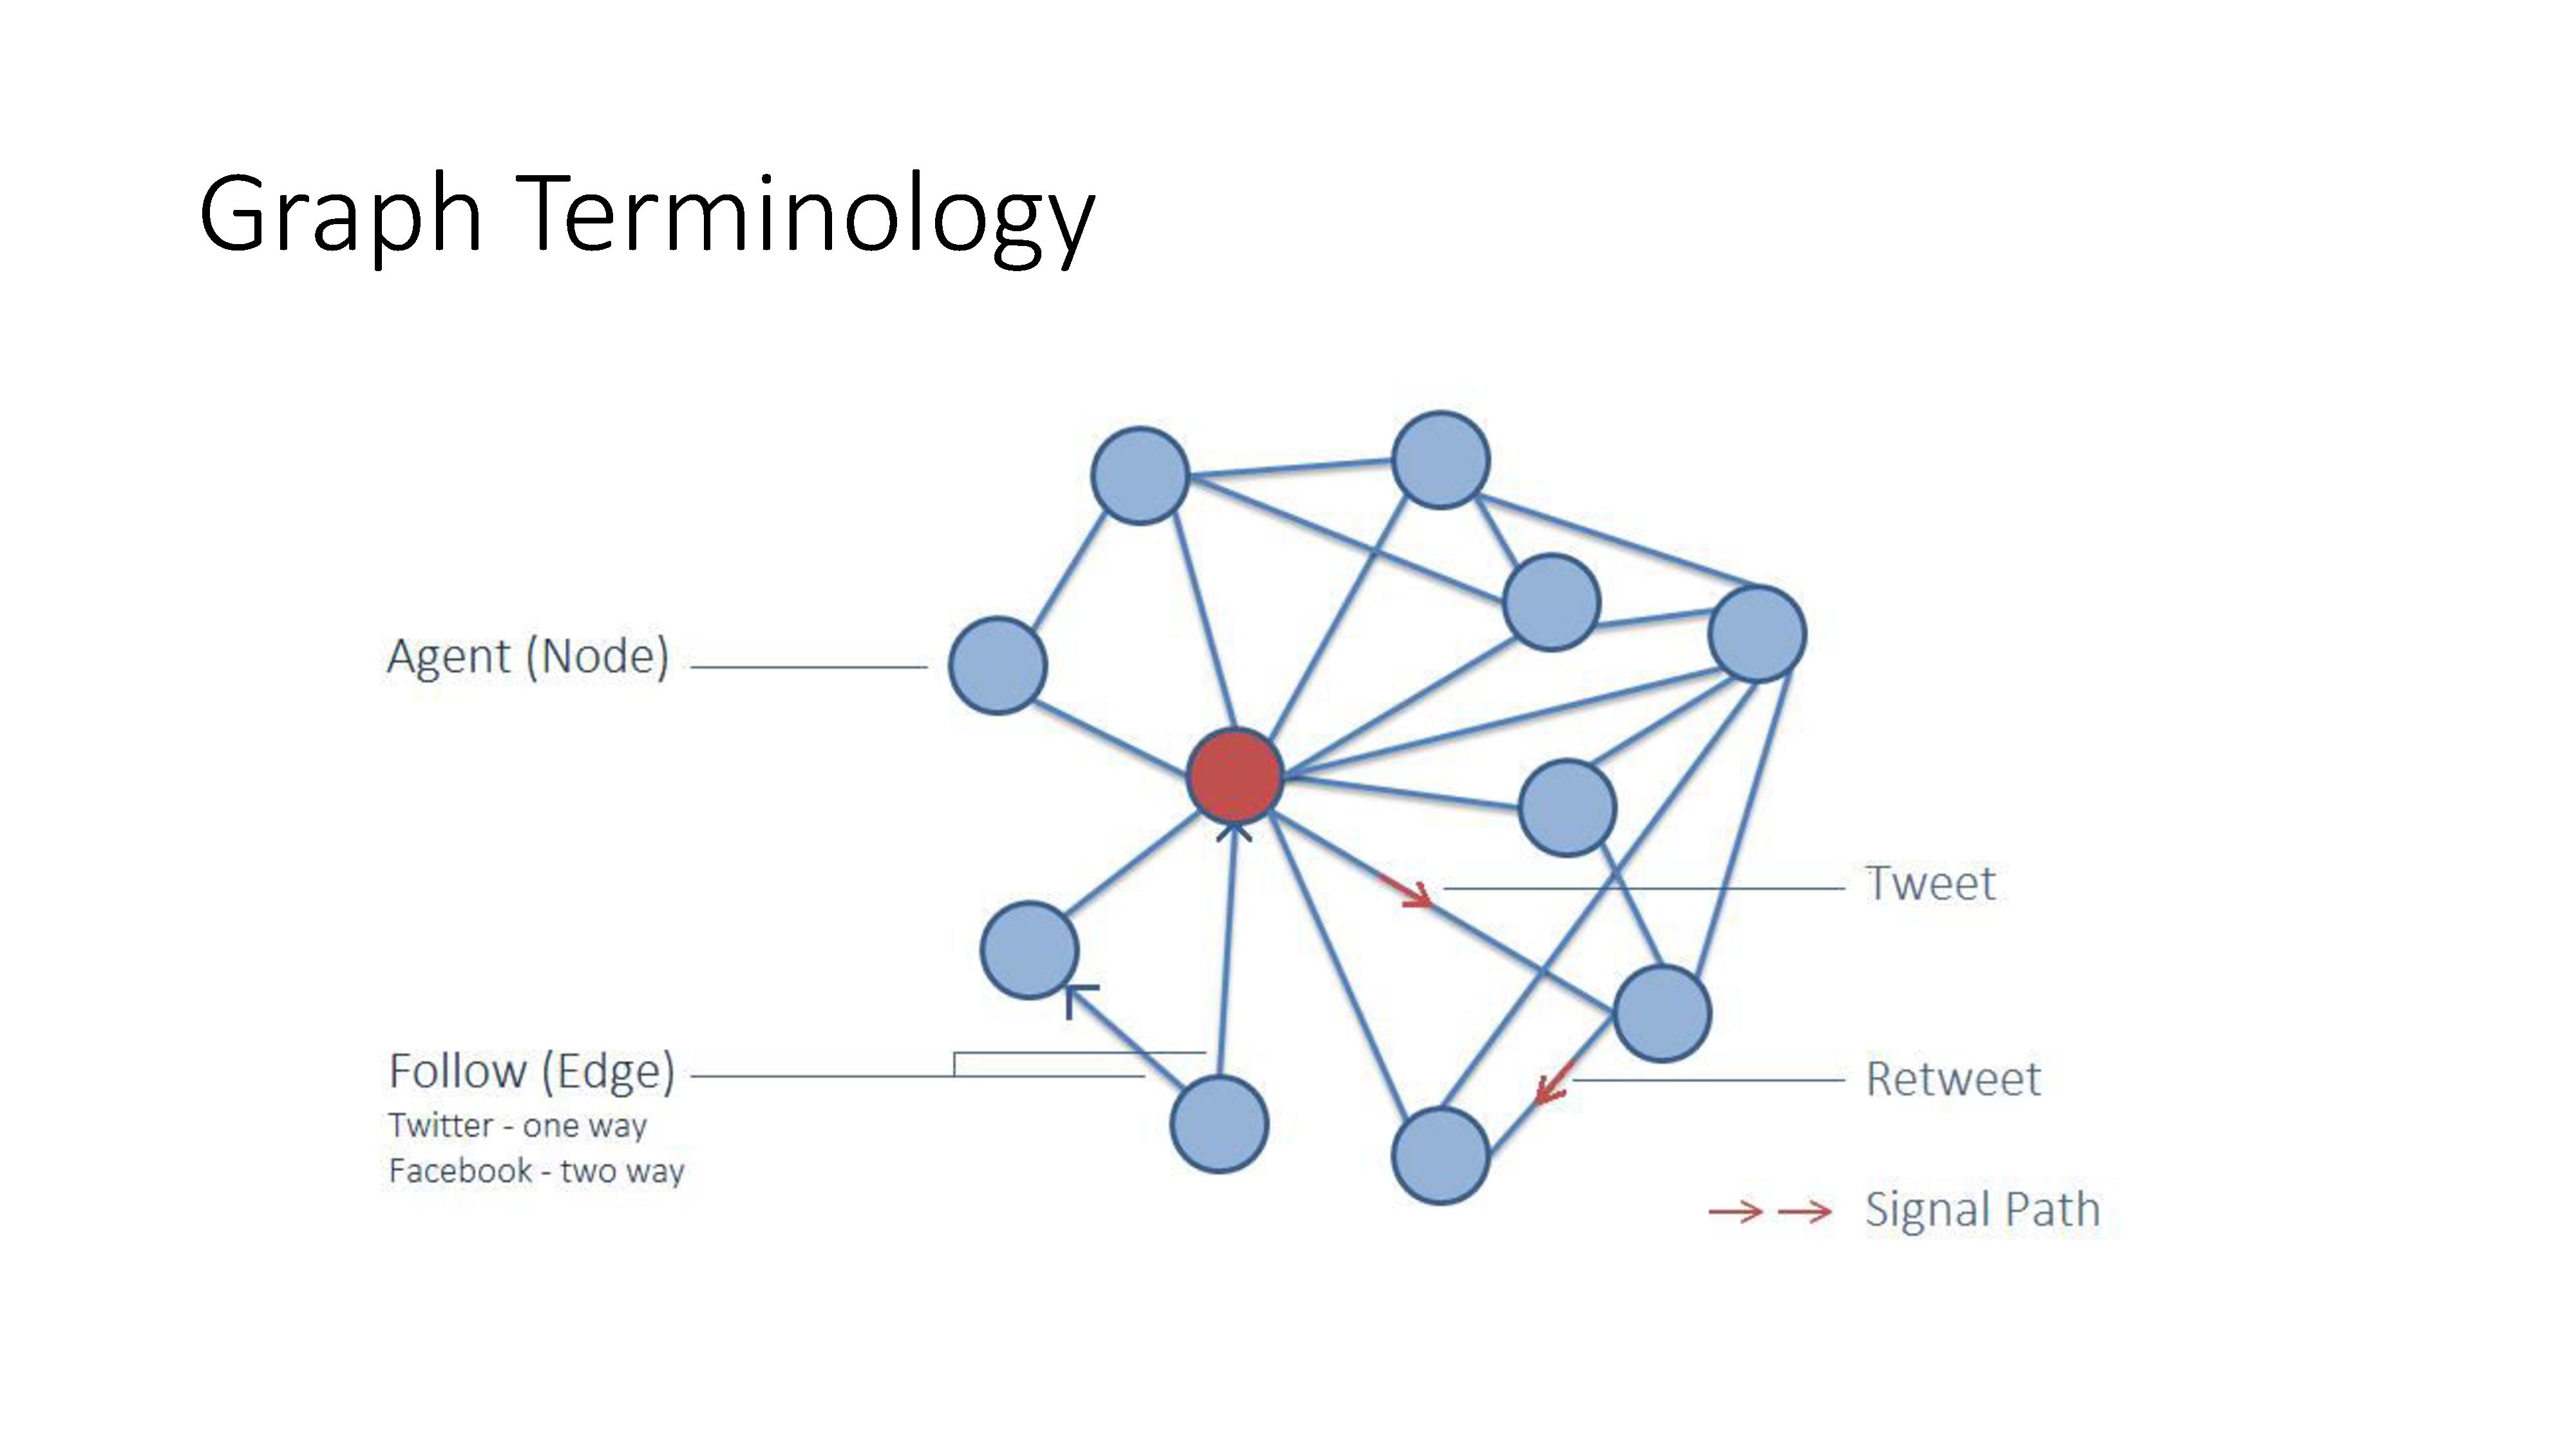 Graph Terminology
Agent (Node)
Tweet
Follow (Edge)
Twitter - one way
Facebook - two way
Retweet
Signal Path